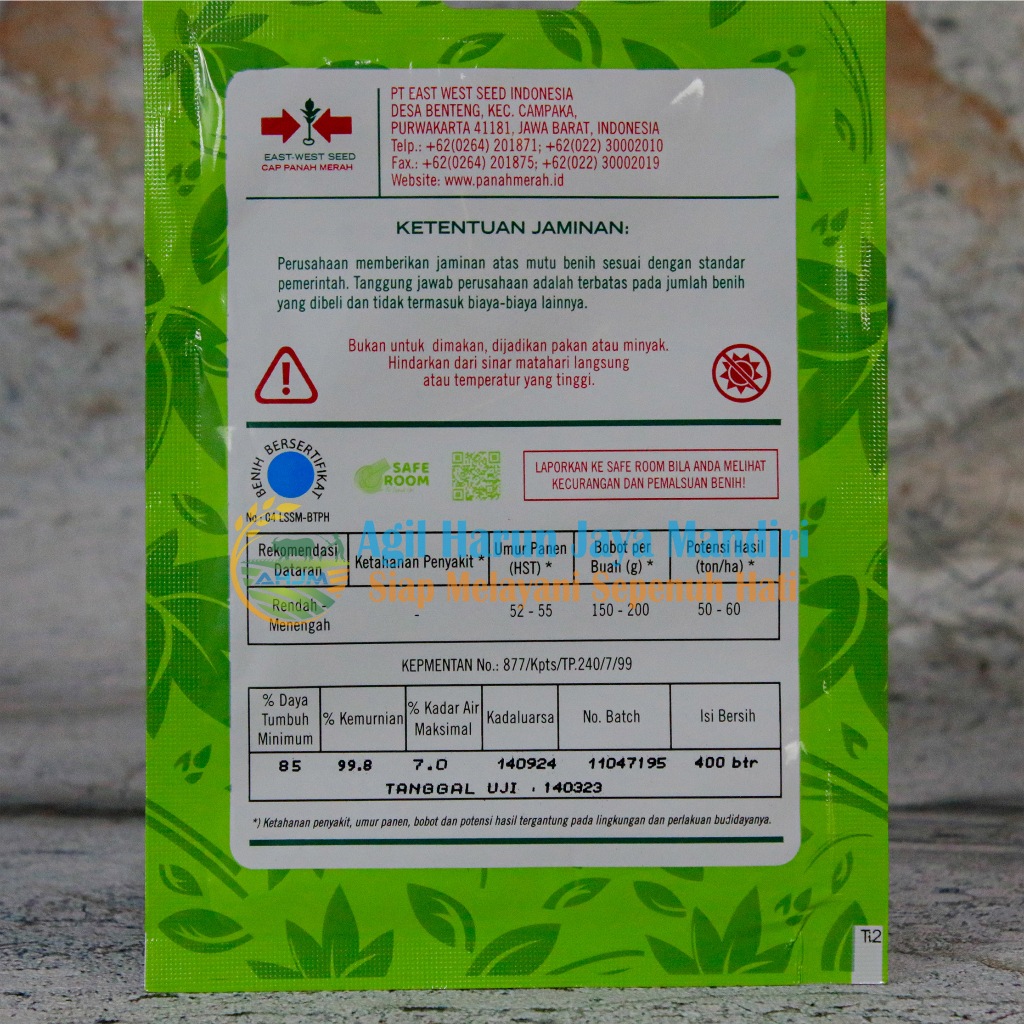 PT EAST WEST SEED INDONESIA
DESA BENTENG, KEC. CAMPAKA,
PURWAKARTA 41181, JAWA BARAT, INDONESIA
Telp.: +62(0264) 201871; +62(022) 30002010
Fax.: +62(0264) 201875; +62(022) 30002019
Website: www.panahmerah.id
EAST-WEST SEED
CAP PANAH MERAH
KETENTUAN JAMINAN:
Perusahaan memberikan jaminan atas mutu benih sesuai dengan standar
pemerintah. Tanggung jawab perusahaan adalah terbatas pada jumlah benih
yang dibeli dan tidak termasuk biaya-biaya lainnya.
Bukan untuk dimakan, dijadikan pakan atau minyak.
Hindarkan dari sinar matahari langsung
atau temperatur yang tinggi.
BENIH BERSERTIFIKAT
No : 04 LSSM-BTPH
SAFE
ROOM
LAPORKAN KE SAFE ROOM BILA ANDA MELIHAT
KECURANGAN DAN PEMALSUAN BENIH!
Agil Harun Jaya Mandiri
Siap Melayani Sepenuh Hati
AHJM
Rekomendasi Dataran
Ketahanan Penyakit *
Umur Panen (HST) *
Bobot per Buah (g) *
Potensi Hasil (ton/ha) *
Rendah - Menengah
-
52 - 55
150 - 200
50 - 60
KEPMENTAN No.: 877/Kpts/TP.240/7/99
% Daya Tumbuh Minimum
% Kemurnian
% Kadar Air Maksimal
Kadaluarsa
No. Batch
Isi Bersih
85 99.8 7.0 140924 11047195 400 btr
TANGGAL UJI : 140323
*) Ketahanan penyakit, umur panen, bobot dan potensi hasil tergantung pada lingkungan dan perlakuan budidayanya.
Ti2